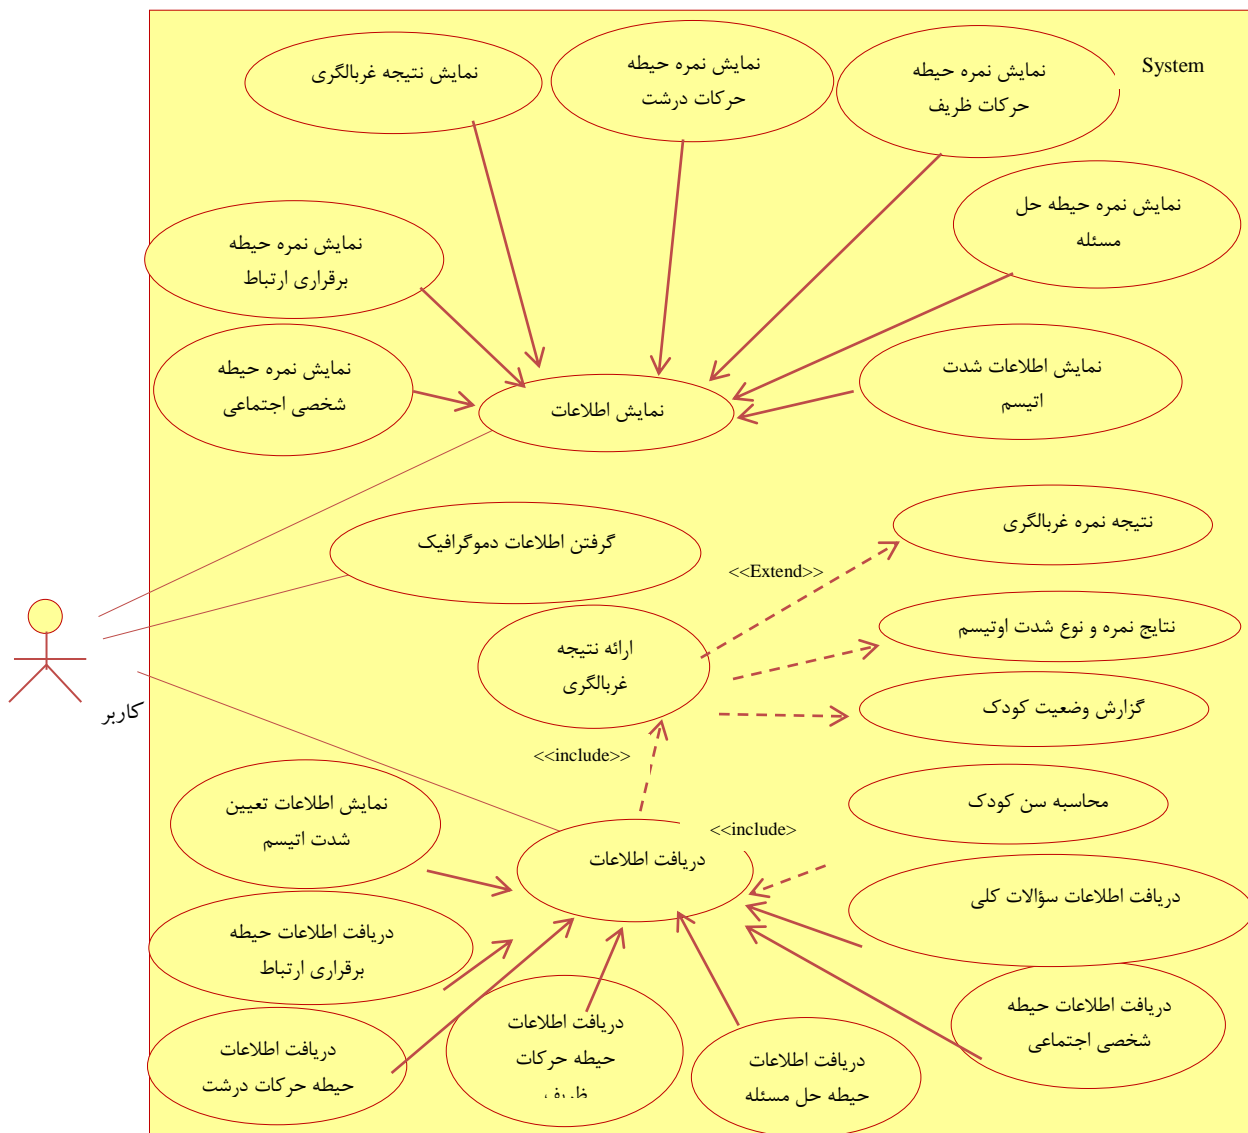 System
نمایش نتیجه غربالگری
نمایش نمره حیطه
حرکات درشت
نمایش نمره حیطه
حرکات ظریف
نمایش نمره حیطه حل
مسئله
نمایش نمره حیطه
برقراری ارتباط
نمایش نمره حیطه
شخصی اجتماعی
نمایش اطلاعات شدت
اتیسم
نمایش اطلاعات
گرفتن اطلاعات دموگرافیک
نتیجه نمره غربالگری
<<Extend>>
ارائه نتیجه
غربالگری
نتایج نمره و نوع شدت اوتیسم
گزارش وضعیت کودک
کاربر
<<include>>
نمایش اطلاعات تعیین
شدت اتیسم
محاسبه سن کودک
<<include>
دریافت اطلاعات
دریافت اطلاعات سؤالات کلی
دریافت اطلاعات حیطه
برقراری ارتباط
دریافت اطلاعات حیطه
شخصی اجتماعی
دریافت اطلاعات
حیطه حرکات درشت
دریافت اطلاعات
حیطه حرکات
ظریف
دریافت اطلاعات
حیطه حل مسئله